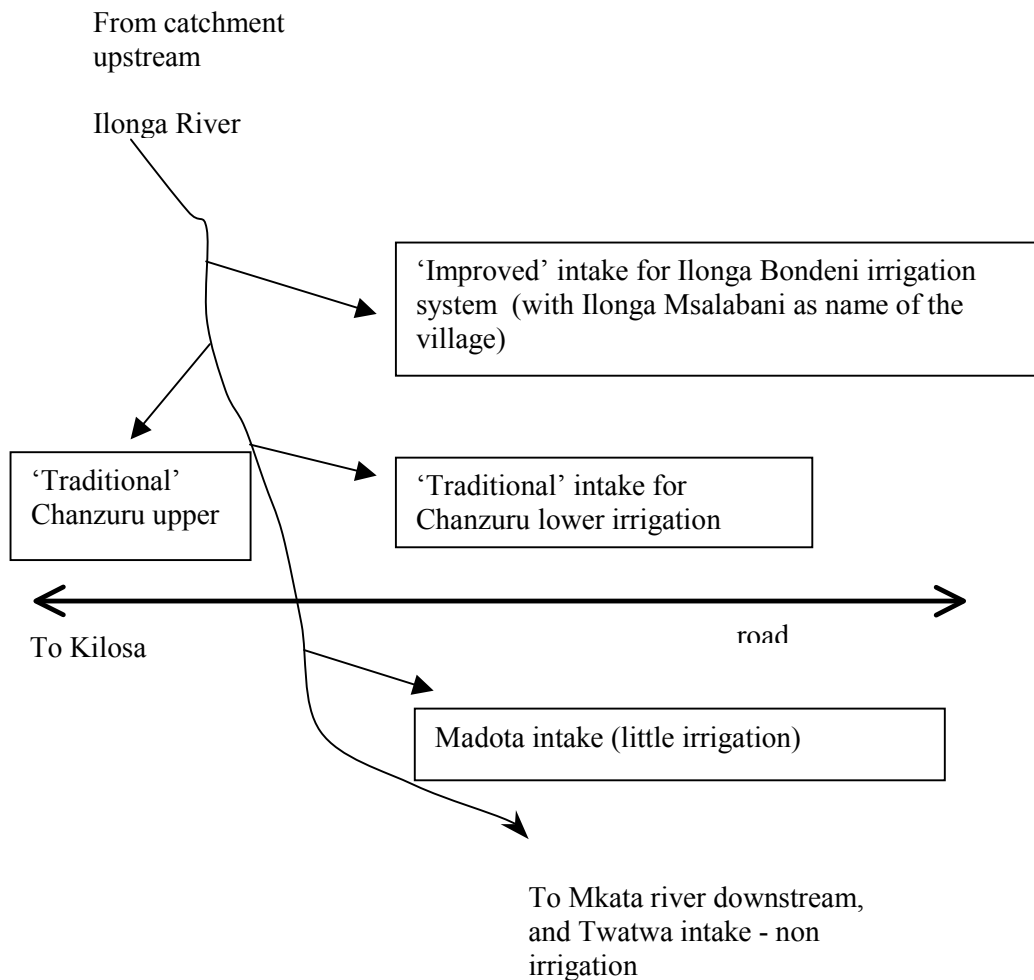 From catchment
upstream
Ilonga River
‘Improved’ intake for Ilonga Bondeni irrigation
system (with Ilonga Msalabani as name of the
village)
‘Traditional’
Chanzuru upper
‘Traditional’ intake for
Chanzuru lower irrigation
To Kilosa
road
Madota intake (little irrigation)
To Mkata river downstream,
and Twatwa intake - non
irrigation